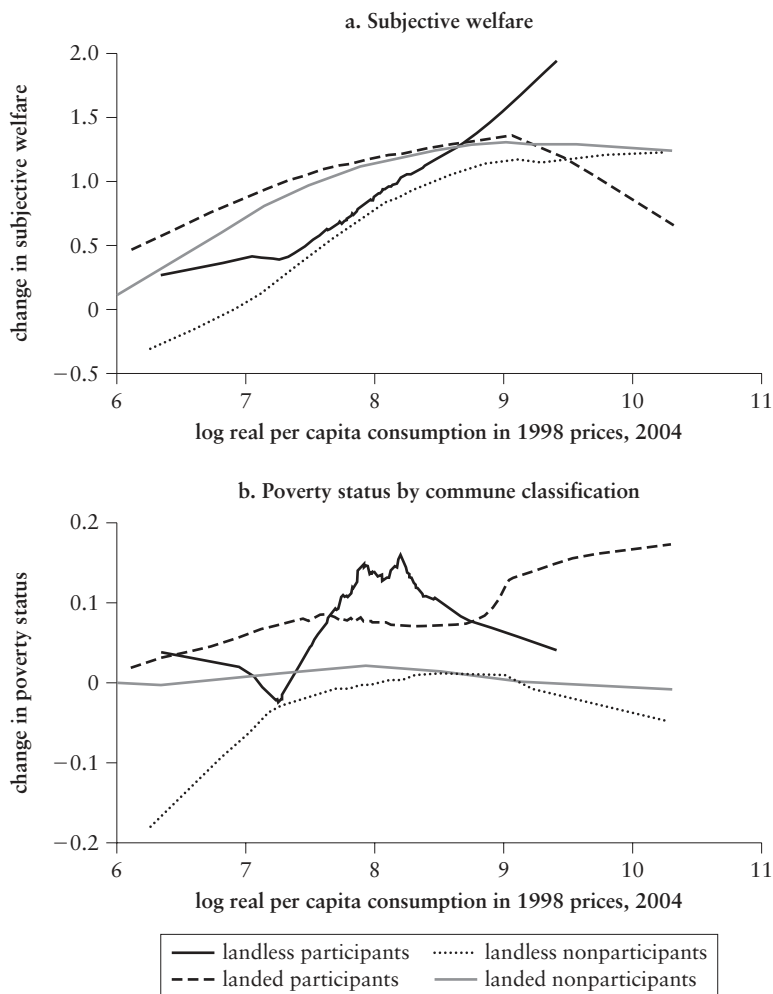 a. Subjective welfare
2.0
1.5
1.0
0.5
0
−0.5
change in subjective welfare
6 7 8 9 10 11
log real per capita consumption in 1998 prices, 2004
b. Poverty status by commune classification
0.2
0.1
0
−0.1
−0.2
change in poverty status
6 7 8 9 10 11
log real per capita consumption in 1998 prices, 2004
landless participants landless nonparticipants
landed participants landed nonparticipants